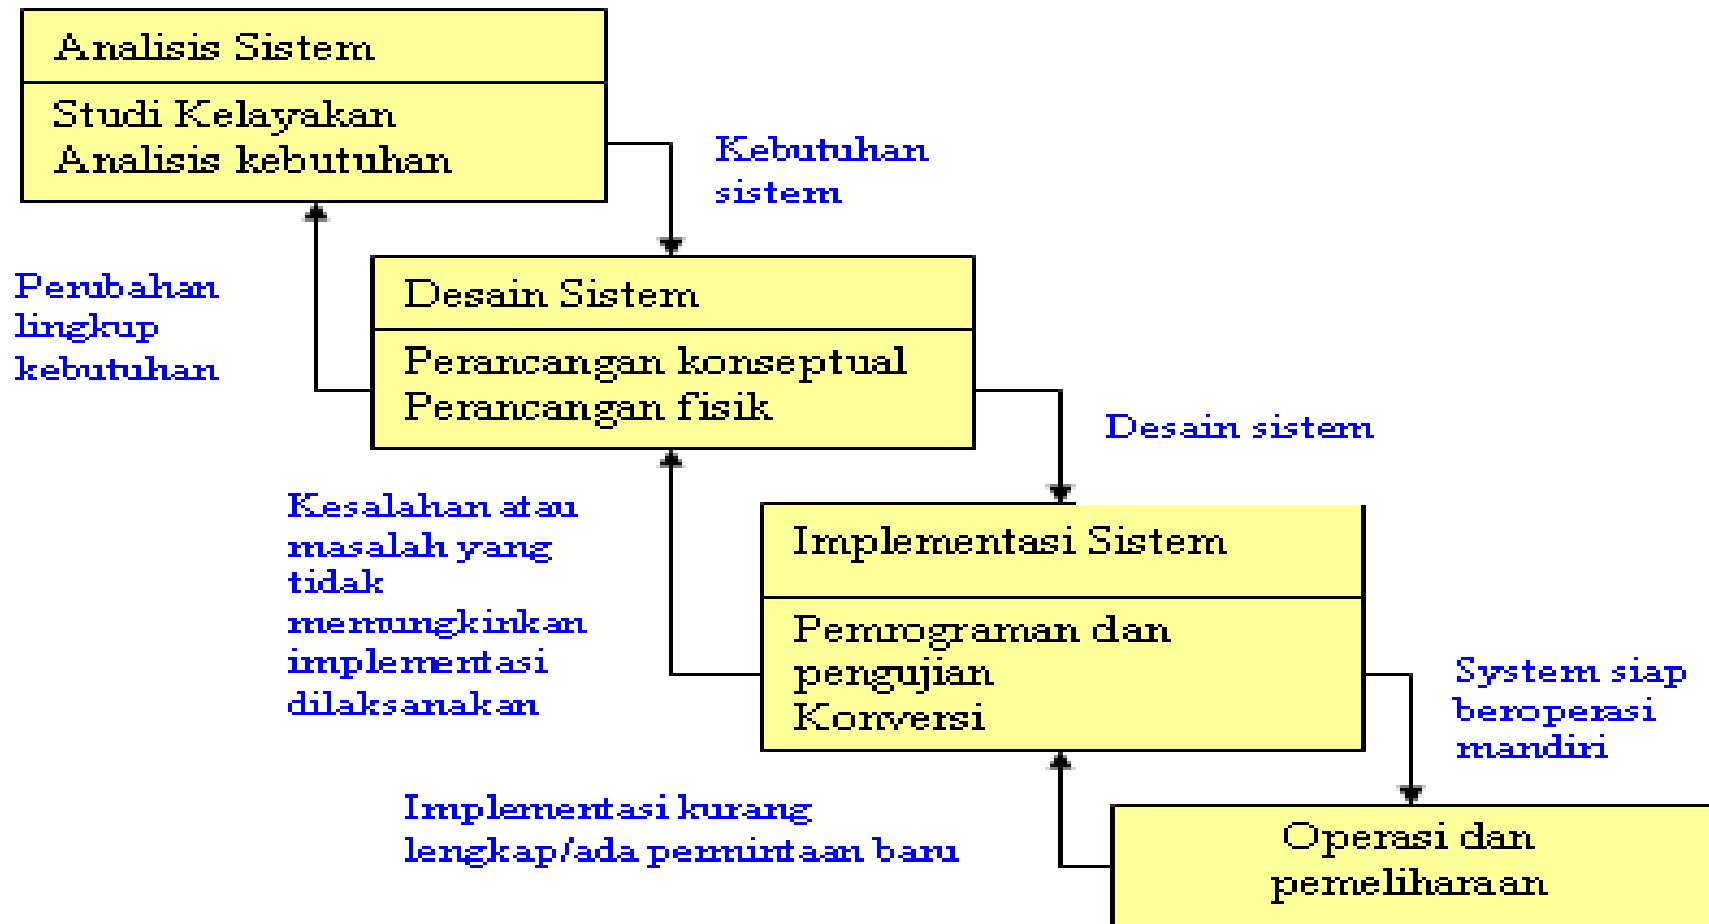 Analisis Sistem
Studi Kelayakan
Analisis kebutuhan
Kebutuhan
sistem
Perubahan
lingkup
kebutuhan
Desain Sistem
Perancangan konseptual
Perancangan fisik
Desain sistem
Kesalahan atau
masalah yang
tidak
memungkinkan
implementasi
dilaksanakan
Implementasi Sistem
Pemrograman dan
pengujian
Konversi
System siap
beroperasi
mandiri
Implementasi kurang
lengkap/ada permintaan baru
Operasi dan
pemeliharaan